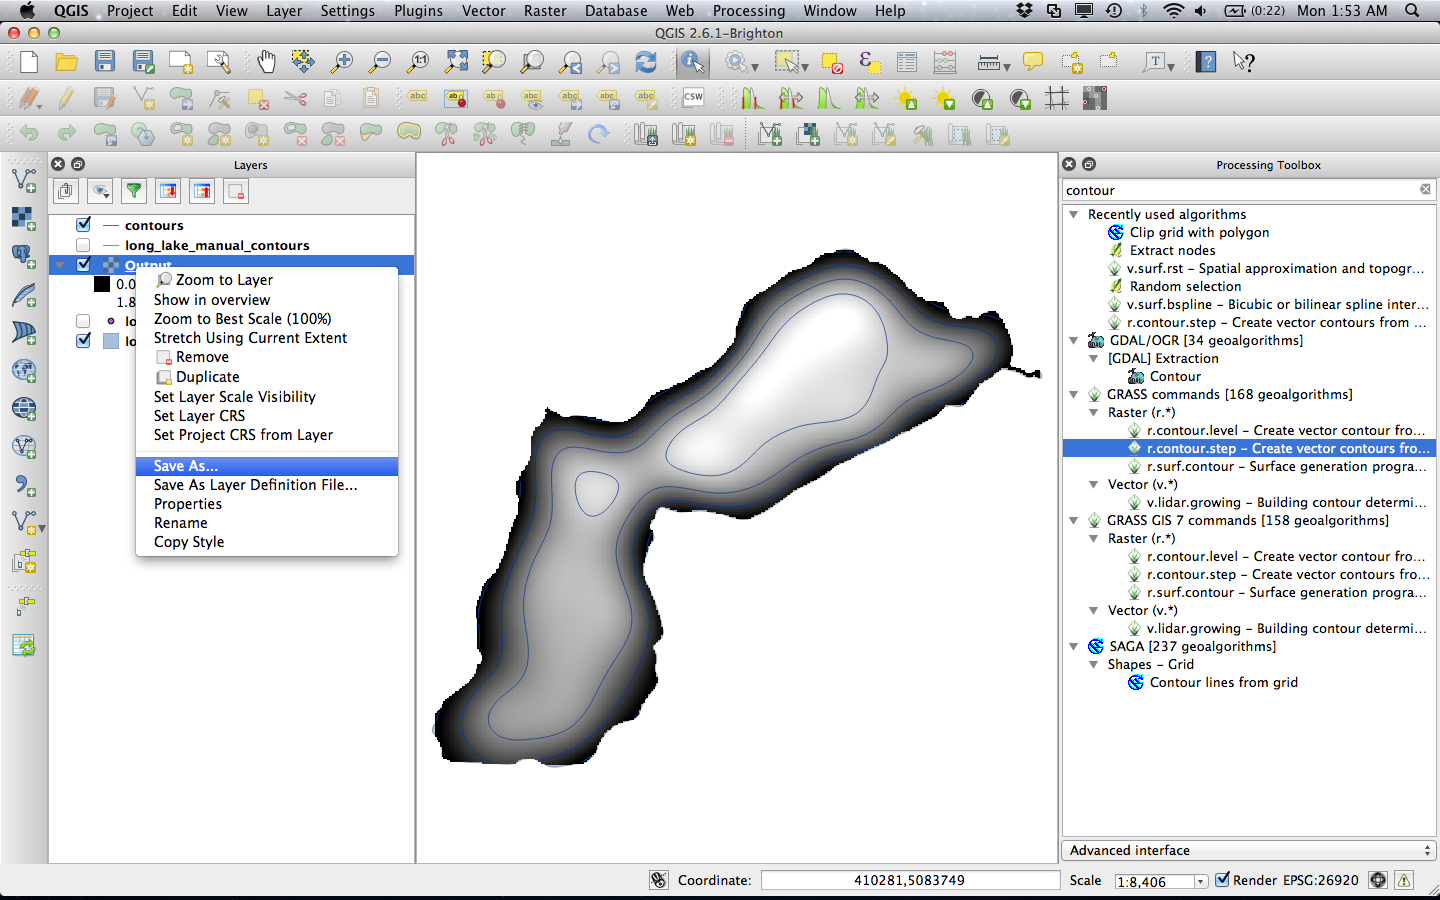 QGIS Project Edit View Layer Settings Plugins Vector Raster Database Web Processing Window Help (0:22) Mon 1:53 AM
QGIS 2.6.1-Brighton
Layers
contours
long_lake_manual_contours
Output
0.0
1.8
lo
lo
Zoom to Layer
Show in overview
Zoom to Best Scale (100%)
Stretch Using Current Extent
Remove
Duplicate
Set Layer Scale Visibility
Set Layer CRS
Set Project CRS from Layer
Save As...
Save As Layer Definition File...
Properties
Rename
Copy Style
Processing Toolbox
contour
Recently used algorithms
Clip grid with polygon
Extract nodes
v.surf.rst - Spatial approximation and topogr...
Random selection
v.surf.bspline - Bicubic or bilinear spline inter...
r.contour.step - Create vector contours from ...
GDAL/OGR [34 geoalgorithms]
[GDAL] Extraction
Contour
GRASS commands [168 geoalgorithms]
Raster (r.*)
r.contour.level - Create vector contour fro...
r.contour.step - Create vector contours fro...
r.surf.contour - Surface generation progra...
Vector (v.*)
v.lidar.growing - Building contour determi...
GRASS GIS 7 commands [158 geoalgorithms]
Raster (r.*)
r.contour.level - Create vector contour fro...
r.contour.step - Create vector contours fro...
r.surf.contour - Surface generation progra...
Vector (v.*)
v.lidar.growing - Building contour determi...
SAGA [237 geoalgorithms]
Shapes - Grid
Contour lines from grid
Advanced interface
Coordinate: 410281,5083749 Scale 1:8,406 Render EPSG:26920